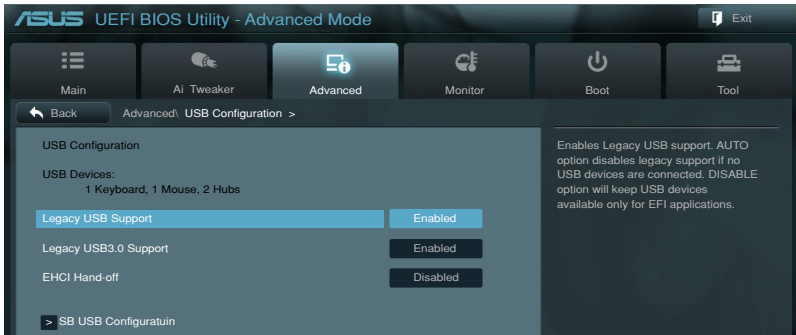 ASUS UEFI BIOS Utility - Advanced Mode
Exit
Main
Ai Tweaker
Advanced
Monitor
Boot
Tool
Back
Advanced\ USB Configuration >
USB Configuration
USB Devices:
1 Keyboard, 1 Mouse, 2 Hubs
Legacy USB Support Enabled
Legacy USB3.0 Support Enabled
EHCI Hand-off Disabled
> SB USB Configuratuin
Enables Legacy USB support. AUTO
option disables legacy support if no
USB devices are connected. DISABLE
option will keep USB devices
available only for EFI applications.